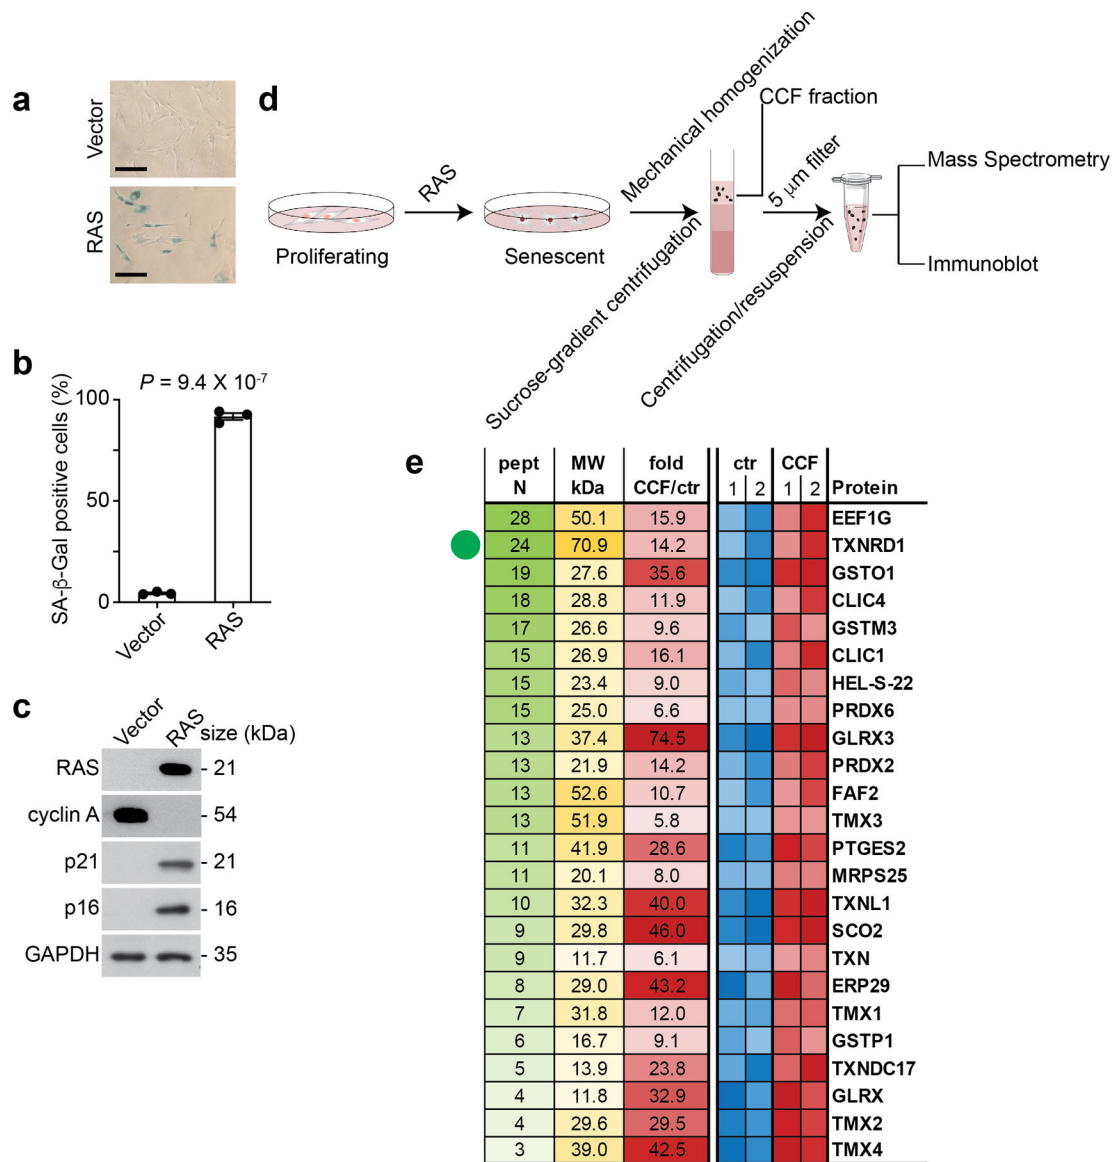 a
Vector
RAS
d
Proliferating
RAS
Senescent
Mechanical homogenization
Sucrose-gradient centrifugation
CCF fraction
5 μm filter
Centrifugation/resuspension
Mass Spectrometry
Immunoblot
b
SA-β-Gal positive cells (%)
P = 9.4 X 10-7
100
50
0
Vector
RAS
c
Vector RAS size (kDa)
RAS - 21
cyclin A - 54
p21 - 21
p16 - 16
GAPDH - 35
e
pept MW fold ctr CCF
N kDa CCF/ctr 1 2 1 2 Protein
28 50.1 15.9 EEF1G
24 70.9 14.2 TXNRD1
19 27.6 35.6 GSTO1
18 28.8 11.9 CLIC4
17 26.6 9.6 GSTM3
15 26.9 16.1 CLIC1
15 23.4 9.0 HEL-S-22
15 25.0 6.6 PRDX6
13 37.4 74.5 GLRX3
13 21.9 14.2 PRDX2
13 52.6 10.7 FAF2
13 51.9 5.8 TMX3
11 41.9 28.6 PTGES2
11 20.1 8.0 MRPS25
10 32.3 40.0 TXNL1
9 29.8 46.0 SCO2
9 11.7 6.1 TXN
8 29.0 43.2 ERP29
7 31.8 12.0 TMX1
6 16.7 9.1 GSTP1
5 13.9 23.8 TXNDC17
4 11.8 32.9 GLRX
4 29.6 29.5 TMX2
3 39.0 42.5 TMX4